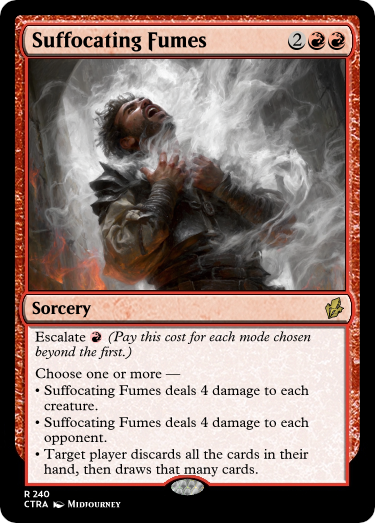 Suffocating Fumes 2
Sorcery
Escalate (Pay this cost for each mode chosen
beyond the first.)
Choose one or more —
• Suffocating Fumes deals 4 damage to each
creature.
• Suffocating Fumes deals 4 damage to each
opponent.
• Target player discards all the cards in their
hand, then draws that many cards.
R 240
CTRA Midjourney